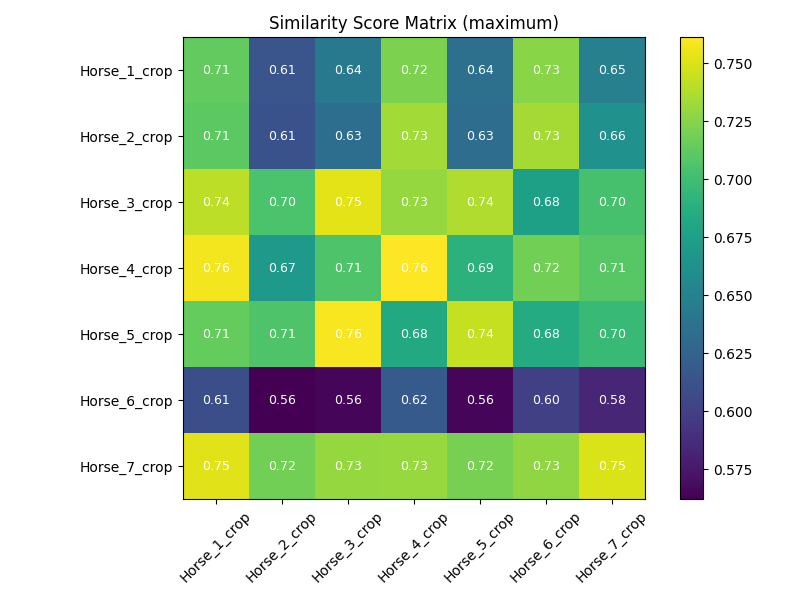 Similarity Score Matrix (maximum)
Horse_1_crop 0.71 0.61 0.64 0.72 0.64 0.73 0.65
Horse_2_crop 0.71 0.61 0.63 0.73 0.63 0.73 0.66
Horse_3_crop 0.74 0.70 0.75 0.73 0.74 0.68 0.70
Horse_4_crop 0.76 0.67 0.71 0.76 0.69 0.72 0.71
Horse_5_crop 0.71 0.71 0.76 0.68 0.74 0.68 0.70
Horse_6_crop 0.61 0.56 0.56 0.62 0.56 0.60 0.58
Horse_7_crop 0.75 0.72 0.73 0.73 0.72 0.73 0.75
Horse_1_crop Horse_2_crop Horse_3_crop Horse_4_crop Horse_5_crop Horse_6_crop Horse_7_crop
0.750
0.725
0.700
0.675
0.650
0.625
0.600
0.575